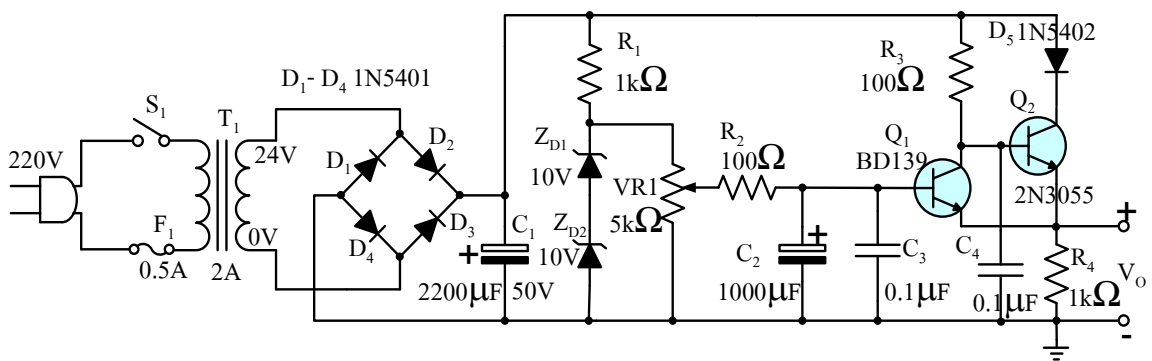 220V
S1
F1
0.5A
T1
24V
0V
2A
D1- D4 1N5401
D1
D2
D3
D4
+
C1
2200µF
50V
R1
1kΩ
ZD1
10V
ZD2
10V
VR1
5kΩ
R2
100Ω
+
C2
1000µF
C3
0.1µF
Q1
BD139
R3
100Ω
C4
0.1µF
D5 1N5402
Q2
2N3055
R4
1kΩ
+
VO
-